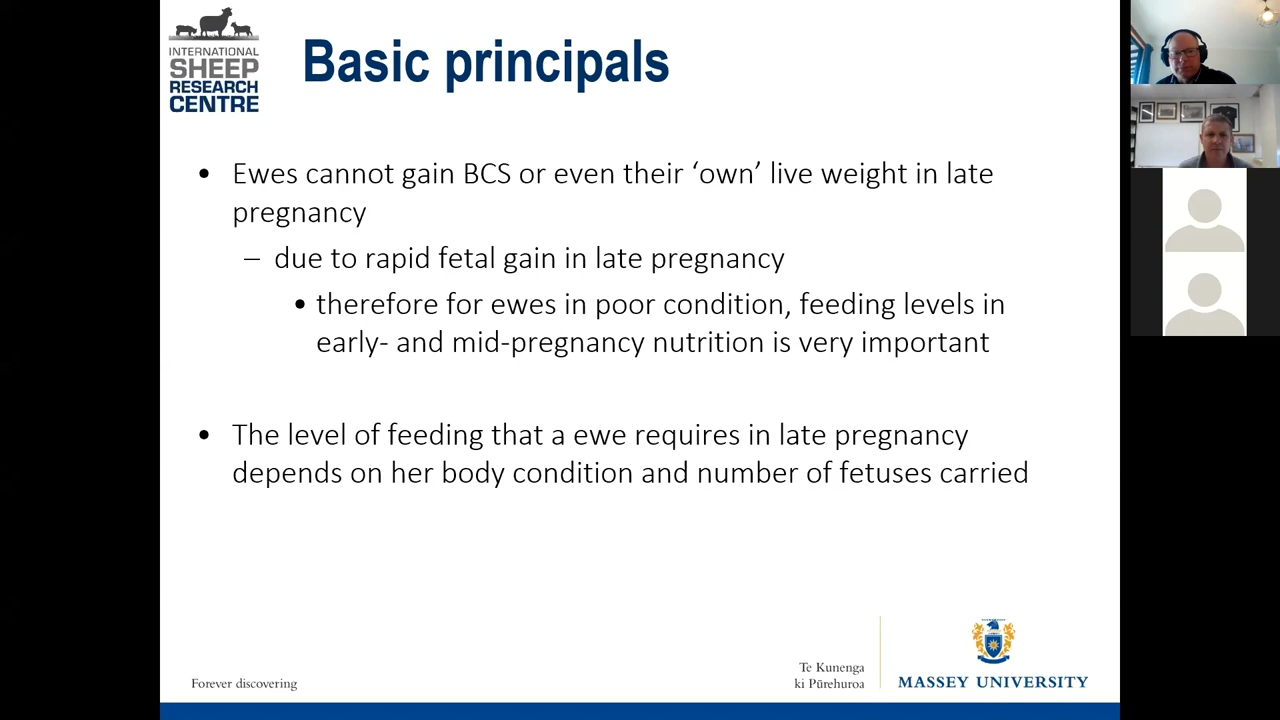 INTERNATIONAL
SHEEP
RESEARCH
CENTRE
Basic principals
• Ewes cannot gain BCS or even their ‘own’ live weight in late
pregnancy
– due to rapid fetal gain in late pregnancy
• therefore for ewes in poor condition, feeding levels in
early- and mid-pregnancy nutrition is very important
• The level of feeding that a ewe requires in late pregnancy
depends on her body condition and number of fetuses carried
Forever discovering
Te Kunenga
ki Pūrehuroa
MASSEY UNIVERSITY